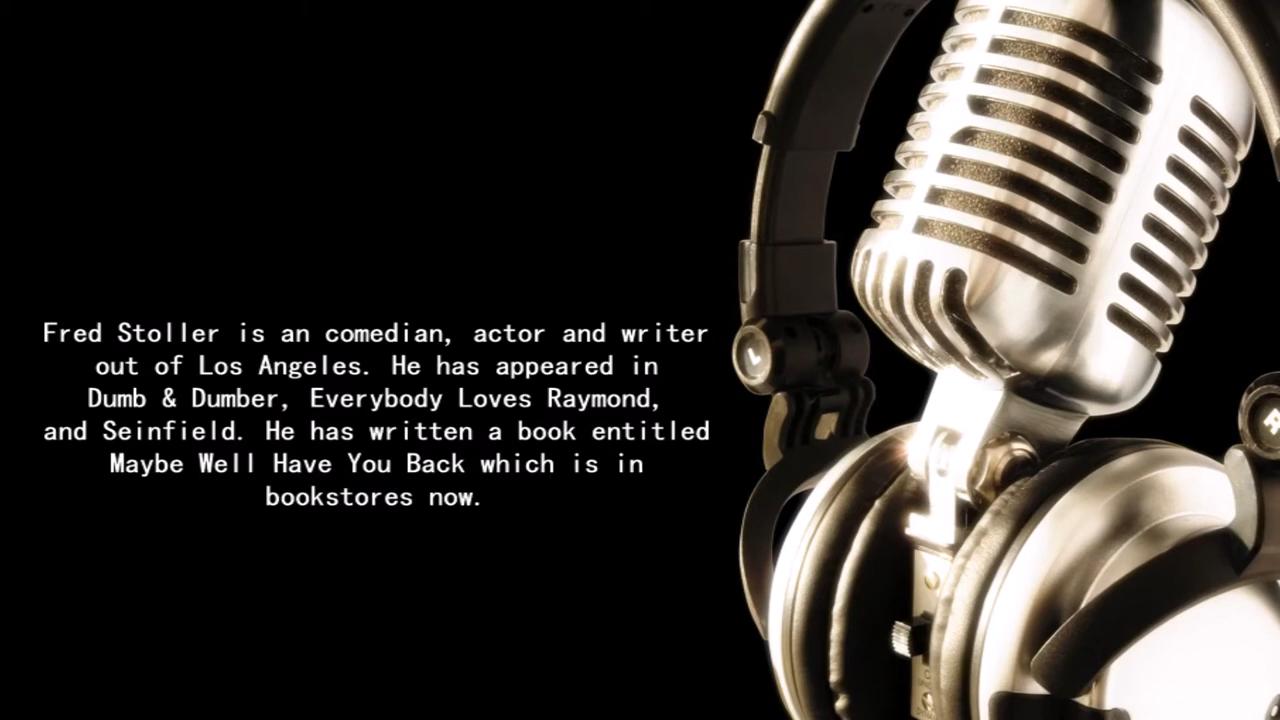 Fred Stoller is an comedian, actor and writer
out of Los Angeles. He has appeared in
Dumb & Dumber, Everybody Loves Raymond,
and Seinfield. He has written a book entitled
Maybe Well Have You Back which is in
bookstores now.
L
R